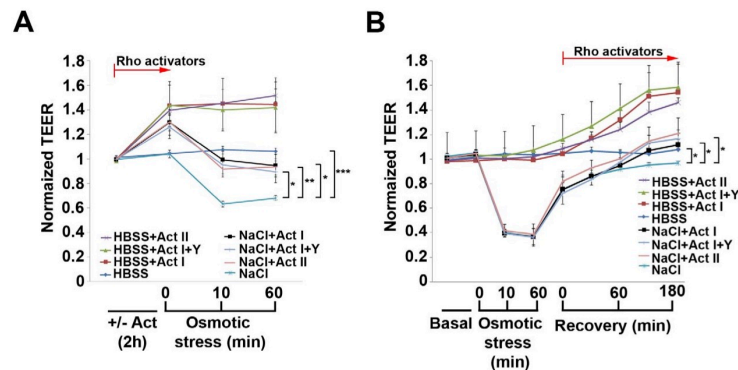 A
Rho activators
Normalized TEER
1.8
1.6
1.4
1.2
1
0.8
0.6
0.4
0.2
0
*
**
*
***
HBSS+Act II
HBSS+Act I+Y
HBSS+Act I
HBSS
NaCl+Act I
NaCl+Act I+Y
NaCl+Act II
NaCl
0
10
60
+/- Act
(2h)
Osmotic
stress (min)
B
Rho activators
Normalized TEER
1.8
1.6
1.4
1.2
1
0.8
0.6
0.4
0.2
0
*
*
*
HBSS+Act II
HBSS+Act I+Y
HBSS+Act I
HBSS
NaCl+Act I
NaCl+Act I+Y
NaCl+Act II
NaCl
0
10
60
0
60
180
Basal
Osmotic
stress
(min)
Recovery (min)